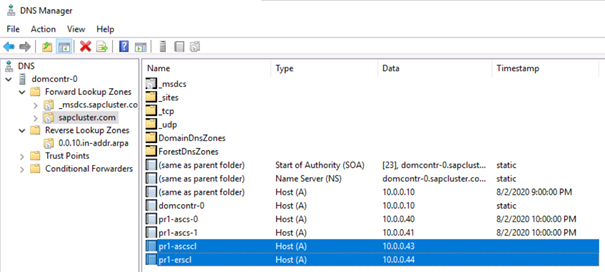 DNS Manager
File Action View Help
DNS
domcontr-0
Forward Lookup Zones
_msdcs.sapcluster.co
sapcluster.com
Reverse Lookup Zones
0.0.10.in-addr.arpa
Trust Points
Conditional Forwarders
Name Type Data Timestamp
_msdcs
_sites
_tcp
_udp
DomainDnsZones
ForestDnsZones
(same as parent folder) Start of Authority (SOA) [23], domcontr-0.sapcluste... static
(same as parent folder) Name Server (NS) domcontr-0.sapcluster.co... static
(same as parent folder) Host (A) 10.0.0.10 8/2/2020 9:00:00 PM
domcontr-0 Host (A) 10.0.0.10 static
pr1-ascs-0 Host (A) 10.0.0.40 8/2/2020 10:00:00 PM
pr1-ascs-1 Host (A) 10.0.0.41 8/2/2020 10:00:00 PM
pr1-ascscl Host (A) 10.0.0.43
pr1-erscl Host (A) 10.0.0.44